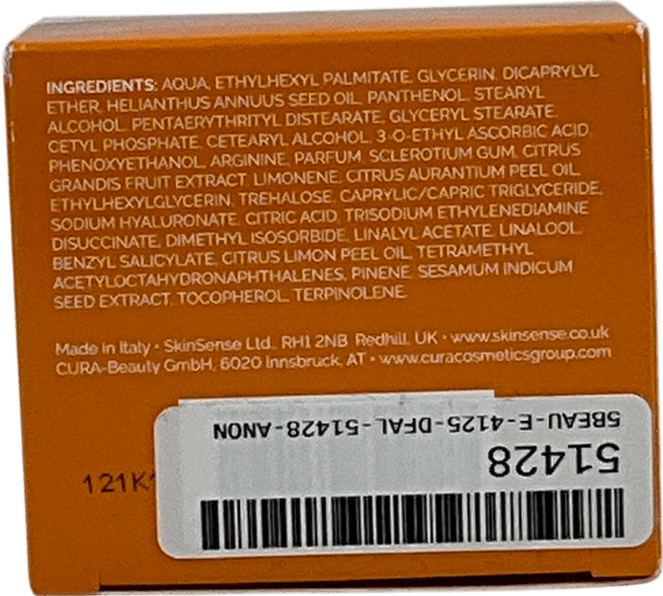 INGREDIENTS: AQUA, ETHYLHEXYL PALMITATE, GLYCERIN, DICAPRYLYL
ETHER, HELIANTHUS ANNUUS SEED OIL, PANTHENOL, STEARYL
ALCOHOL, PENTAERYTHRITYL DISTEARATE, GLYCERYL STEARATE,
CETYL PHOSPHATE, CETEARYL ALCOHOL, 3-O-ETHYL ASCORBIC ACID,
PHENOXYETHANOL, ARGININE, PARFUM, SCLEROTIUM GUM, CITRUS
GRANDIS FRUIT EXTRACT, LIMONENE, CITRUS AURANTIUM PEEL OIL,
ETHYLHEXYLGLYCERIN, TREHALOSE, CAPRYLIC/CAPRIC TRIGLYCERIDE,
SODIUM HYALURONATE, CITRIC ACID, TRISODIUM ETHYLENEDIAMINE
DISUCCINATE, DIMETHYL ISOSORBIDE, LINALYL ACETATE, LINALOOL,
BENZYL SALICYLATE, CITRUS LIMON PEEL OIL, TETRAMETHYL
ACETYLOCTAHYDRONAPHTHALENES, PINENE, SESAMUM INDICUM
SEED EXTRACT, TOCOPHEROL, TERPINOLENE.
Made in Italy • SkinSense Ltd., RH1 2NB Redhill, UK • www.skinsense.co.uk
CURA-Beauty GmbH, 6020 Innsbruck, AT • www.curacosmeticsgroup.com
5BEAU-E-4125-DFAL-51428-ANON
51428
121K